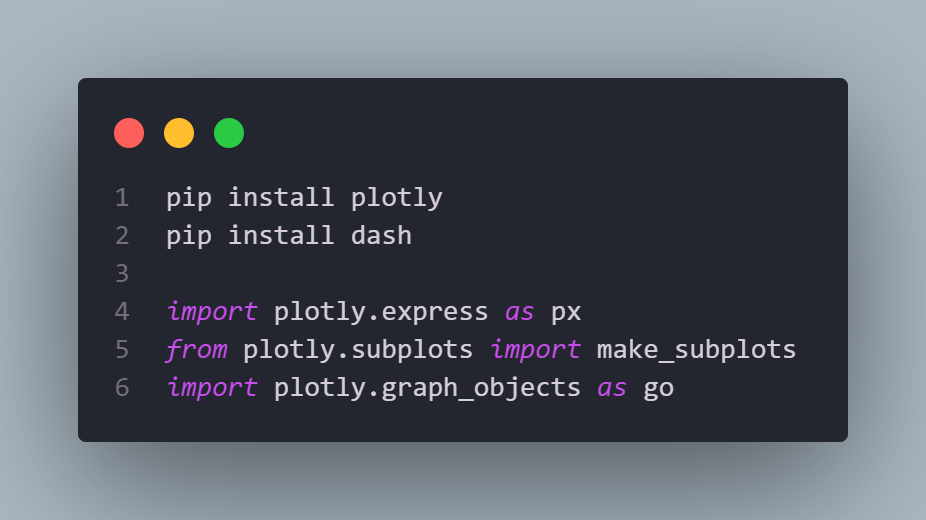 1 pip install plotly
2 pip install dash
3
4 import plotly.express as px
5 from plotly.subplots import make_subplots
6 import plotly.graph_objects as go